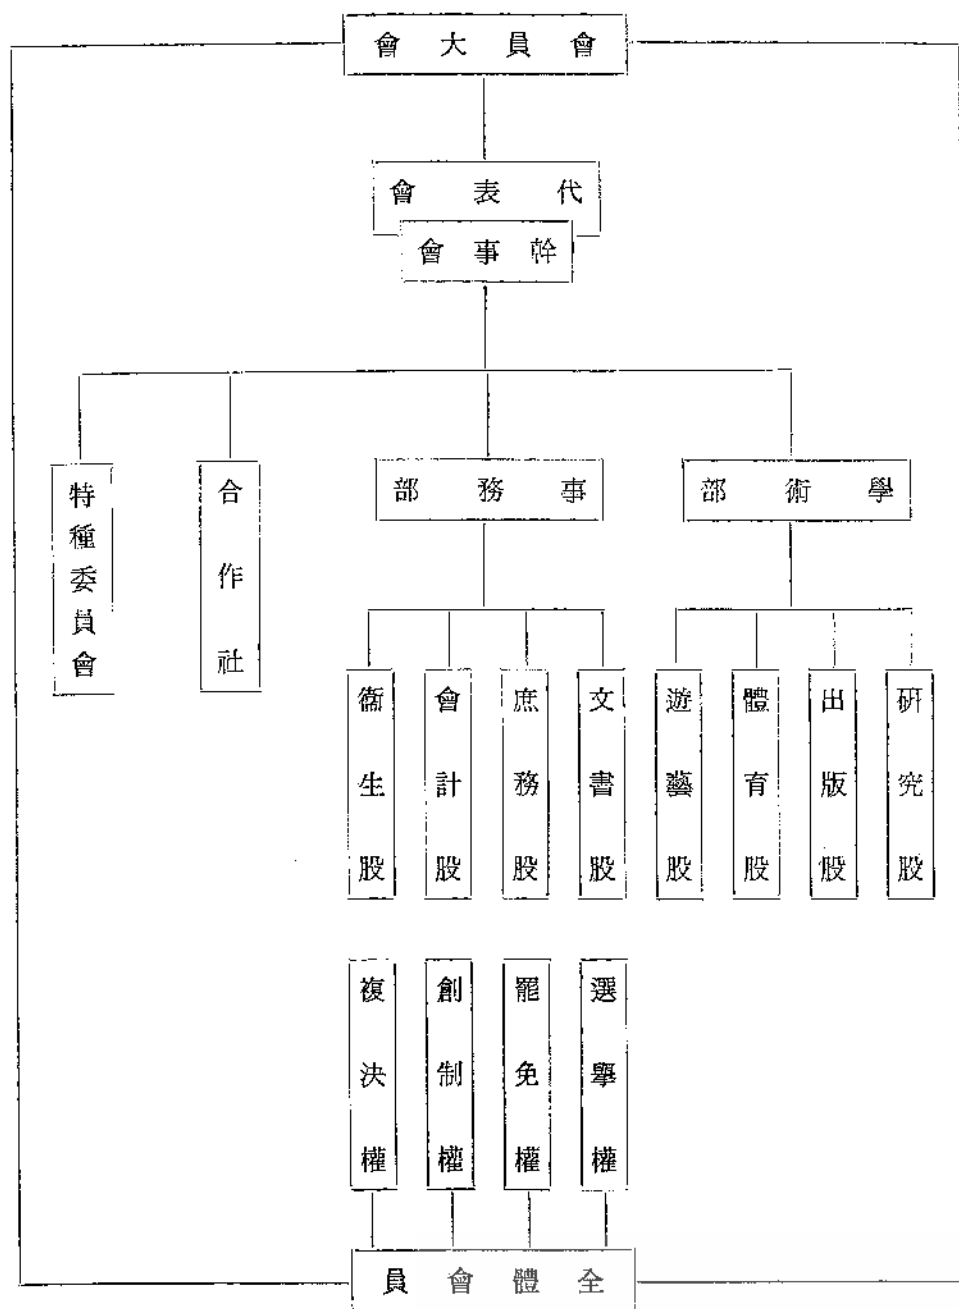 會員大會
代表會
幹事會
學術部
事務部
合作社
特種委員會
研究股
出版股
體育股
遊藝股
文書股
庶務股
會計股
衞生股
選舉權
罷免權
創制權
複決權
全體會員